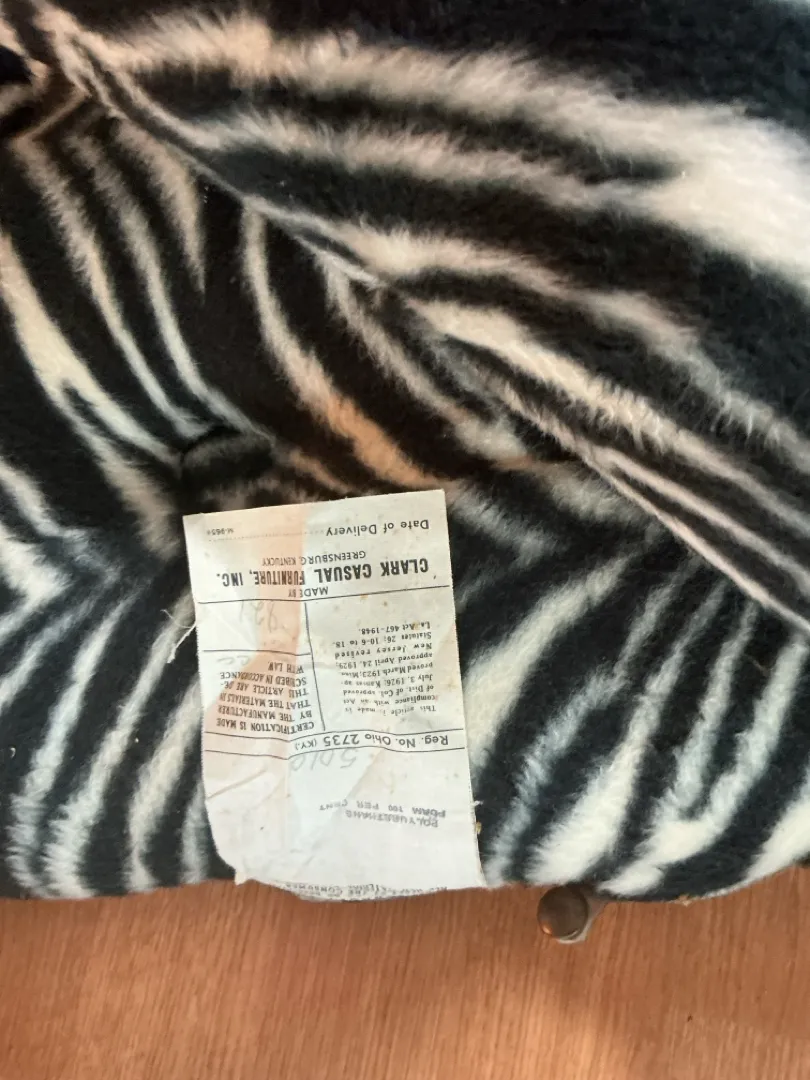 POLYURETHANE
FOAM 100 PER CENT
Reg. No. Ohio 2735 (KY.)
This article is made in
compliance with an Act
of Dist. of Col. approved
July 3, 1926; Kansas ap-
proved March 1923; Minn.
approved April 24, 1929;
New Jersey revised
Statutes 26: 10-6 to 18.
La. Act 467-1948.
CERTIFICATION IS MADE
BY THE MANUFACTURER
THAT THE MATERIALS IN
THIS ARTICLE ARE DE-
SCRIBED IN ACCORDANCE
WITH LAW
MADE BY
CLARK CASUAL FURNITURE, INC.
GREENSBURG, KENTUCKY
Date of Delivery